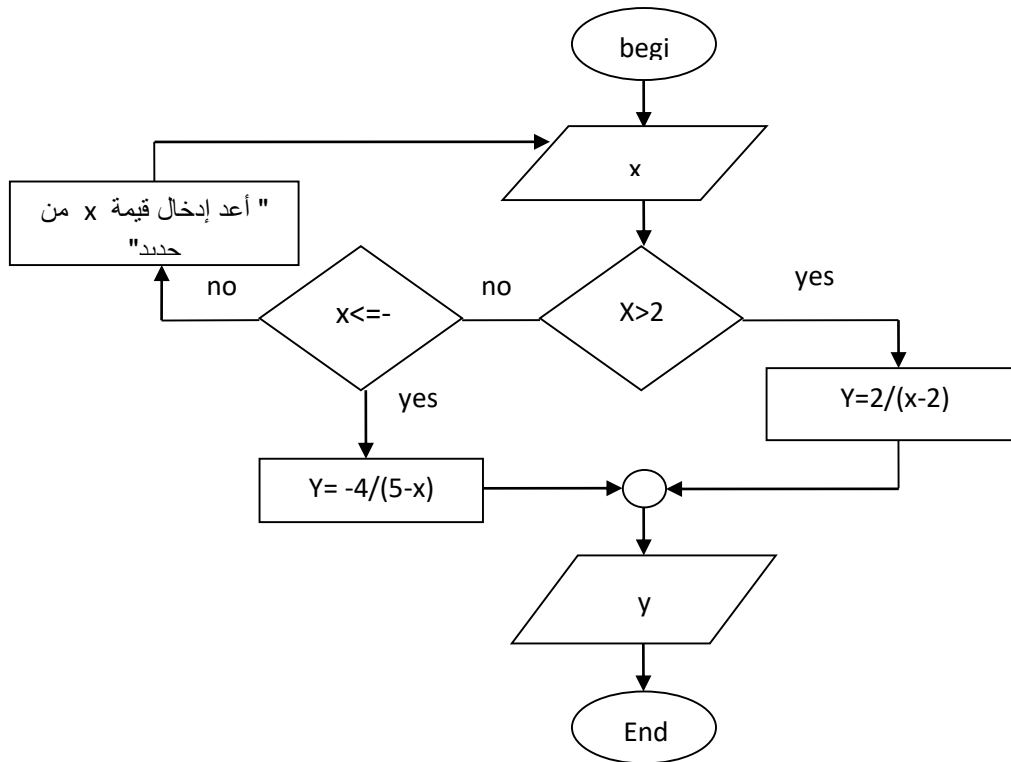 begi
x
" أعد إدخال قيمة x من
جديد"
no
x<=-
no
X>2
yes
yes
Y=2/(x-2)
Y= -4/(5-x)
y
End